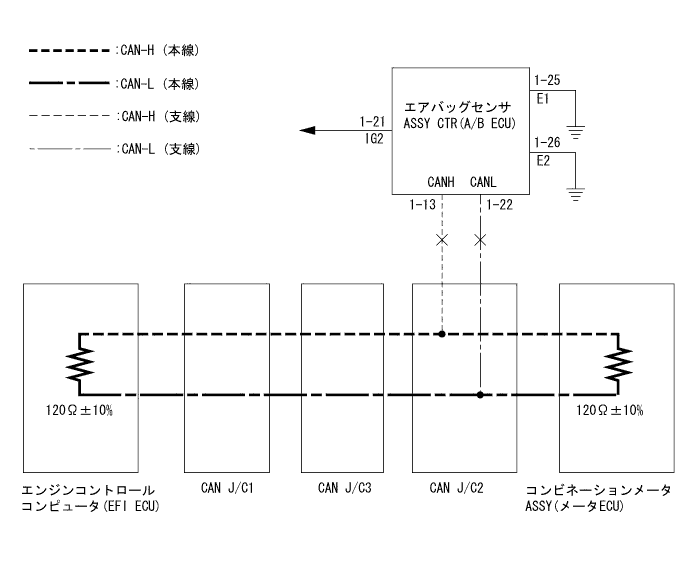 :CAN-H (本線)
:CAN-L (本線)
:CAN-H (支線)
:CAN-L (支線)
エアバッグセンサ
ASSY CTR(A/B ECU)
1-21
IG2
1-25
E1
1-26
E2
CANH CANL
1-13
1-22
120Ω±10%
120Ω±10%
エンジンコントロール
コンピュータ(EFI ECU)
CAN J/C1
CAN J/C3
CAN J/C2
コンビネーションメータ
ASSY(メータECU)